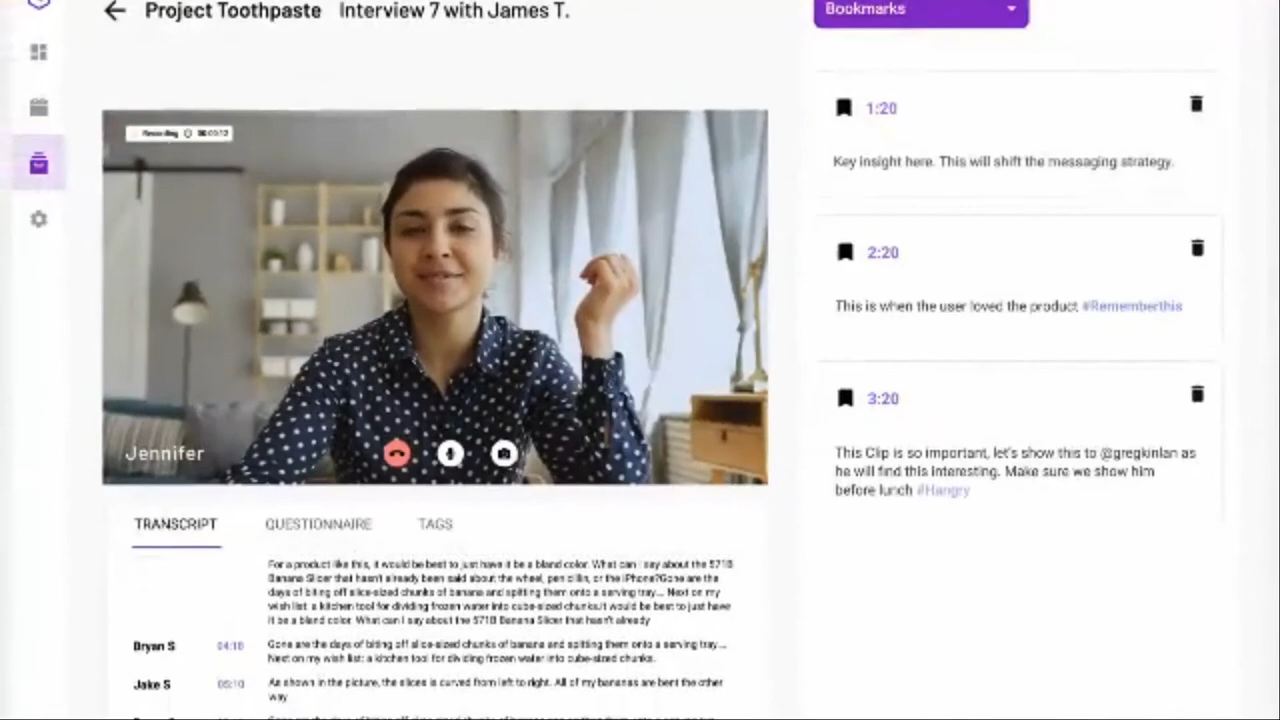 Project Toothpaste Interview 7 with James T.
Bookmarks
Recording 00:00:12
Jennifer
1:20
Key insight here. This will shift the messaging strategy.
2:20
This is when the user loved the product #Rememberthis
3:20
This Clip is so important, let's show this to @gregkinlan as
he will find this interesting. Make sure we show him
before lunch #Hangry
TRANSCRIPT QUESTIONNAIRE TAGS
For a product like this, it would be best to just have it be a bland color. What can I say about the 571B
Banana Slicer that hasn't already been said about the wheel, penicillin, or the iPhone?Gone are the
days of biting off slice-sized chunks of banana and spitting them onto a serving tray... Next on my
wish list: a kitchen tool for dividing frozen water into cube-sized chunks.It would be best to just have
it be a bland color. What can I say about the 571B Banana Slicer that hasn't already
Bryan S 04:18 Gone are the days of biting off slice-sized chunks of banana and spitting them onto a serving tray...
Next on my wish list: a kitchen tool for dividing frozen water into cube-sized chunks.
Jake S 05:10 As shown in the picture, the slices is curved from left to right. All of my bananas are bent the other
way